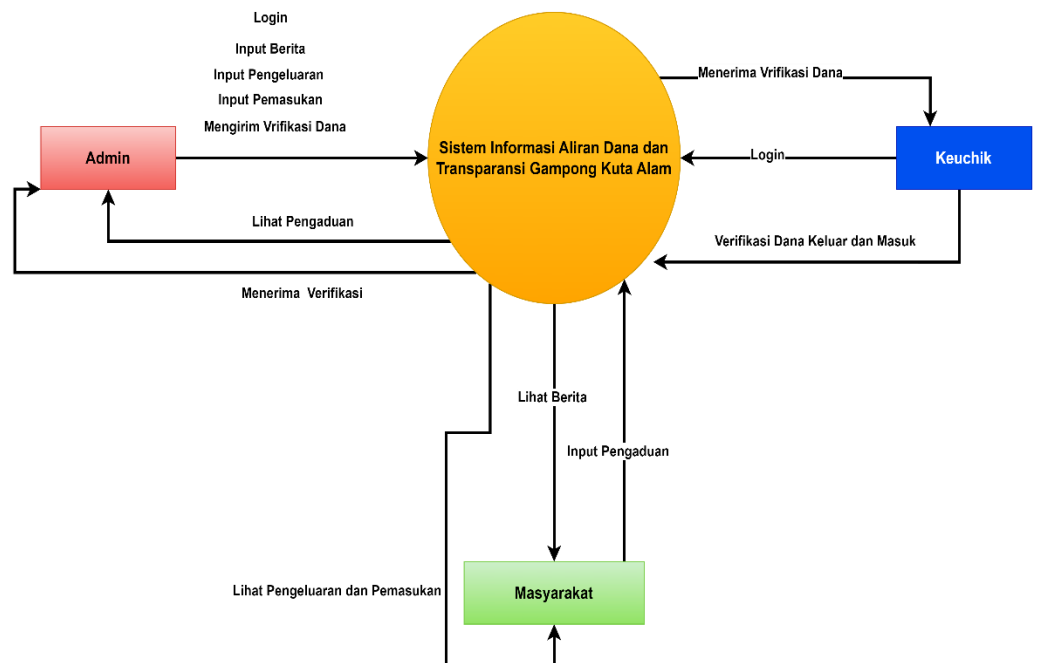 Login
Input Berita
Input Pengeluaran
Input Pemasukan
Mengirim Vrifikasi Dana
Admin
Lihat Pengaduan
Menerima Verifikasi
Sistem Informasi Aliran Dana dan
Transparansi Gampong Kuta Alam
Menerima Vrifikasi Dana
Login
Keuchik
Verifikasi Dana Keluar dan Masuk
Lihat Berita
Input Pengaduan
Lihat Pengeluaran dan Pemasukan
Masyarakat